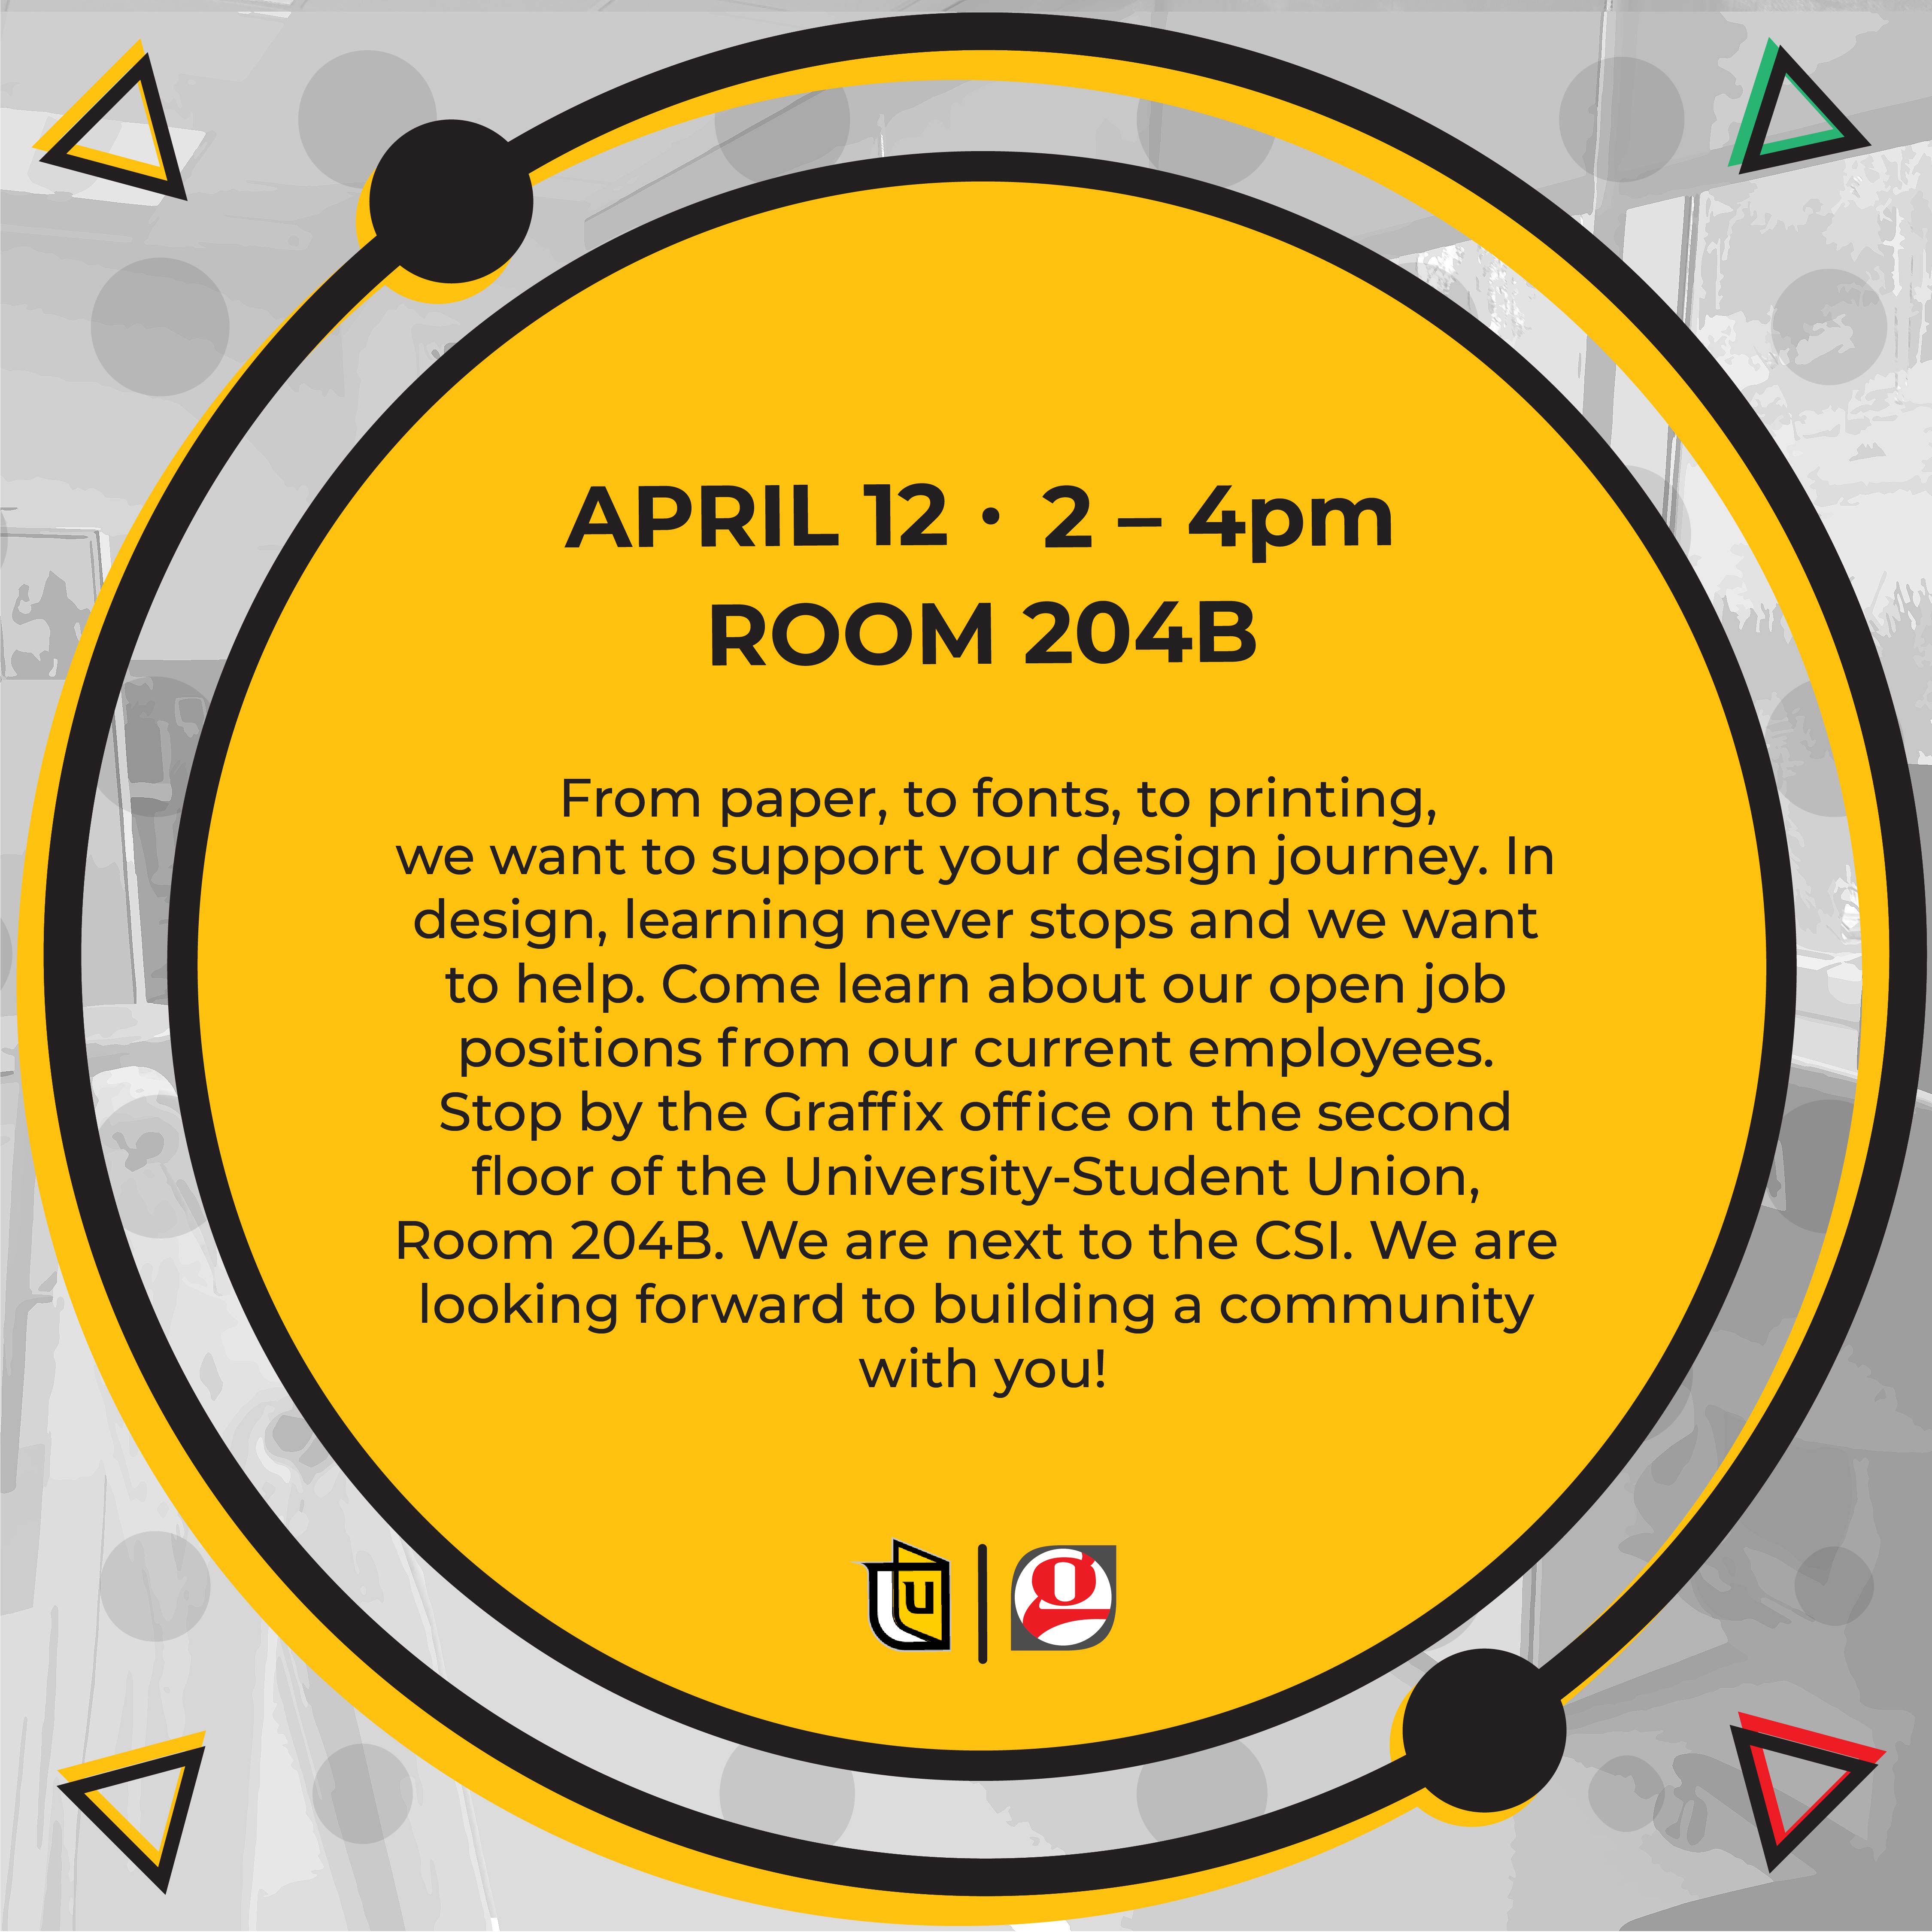 APRIL 12 • 2 – 4pm
ROOM 204B
From paper, to fonts, to printing,
we want to support your design journey. In
design, learning never stops and we want
to help. Come learn about our open job
positions from our current employees.
Stop by the Graffix office on the second
floor of the University-Student Union,
Room 204B. We are next to the CSI. We are
looking forward to building a community
with you!
U | g